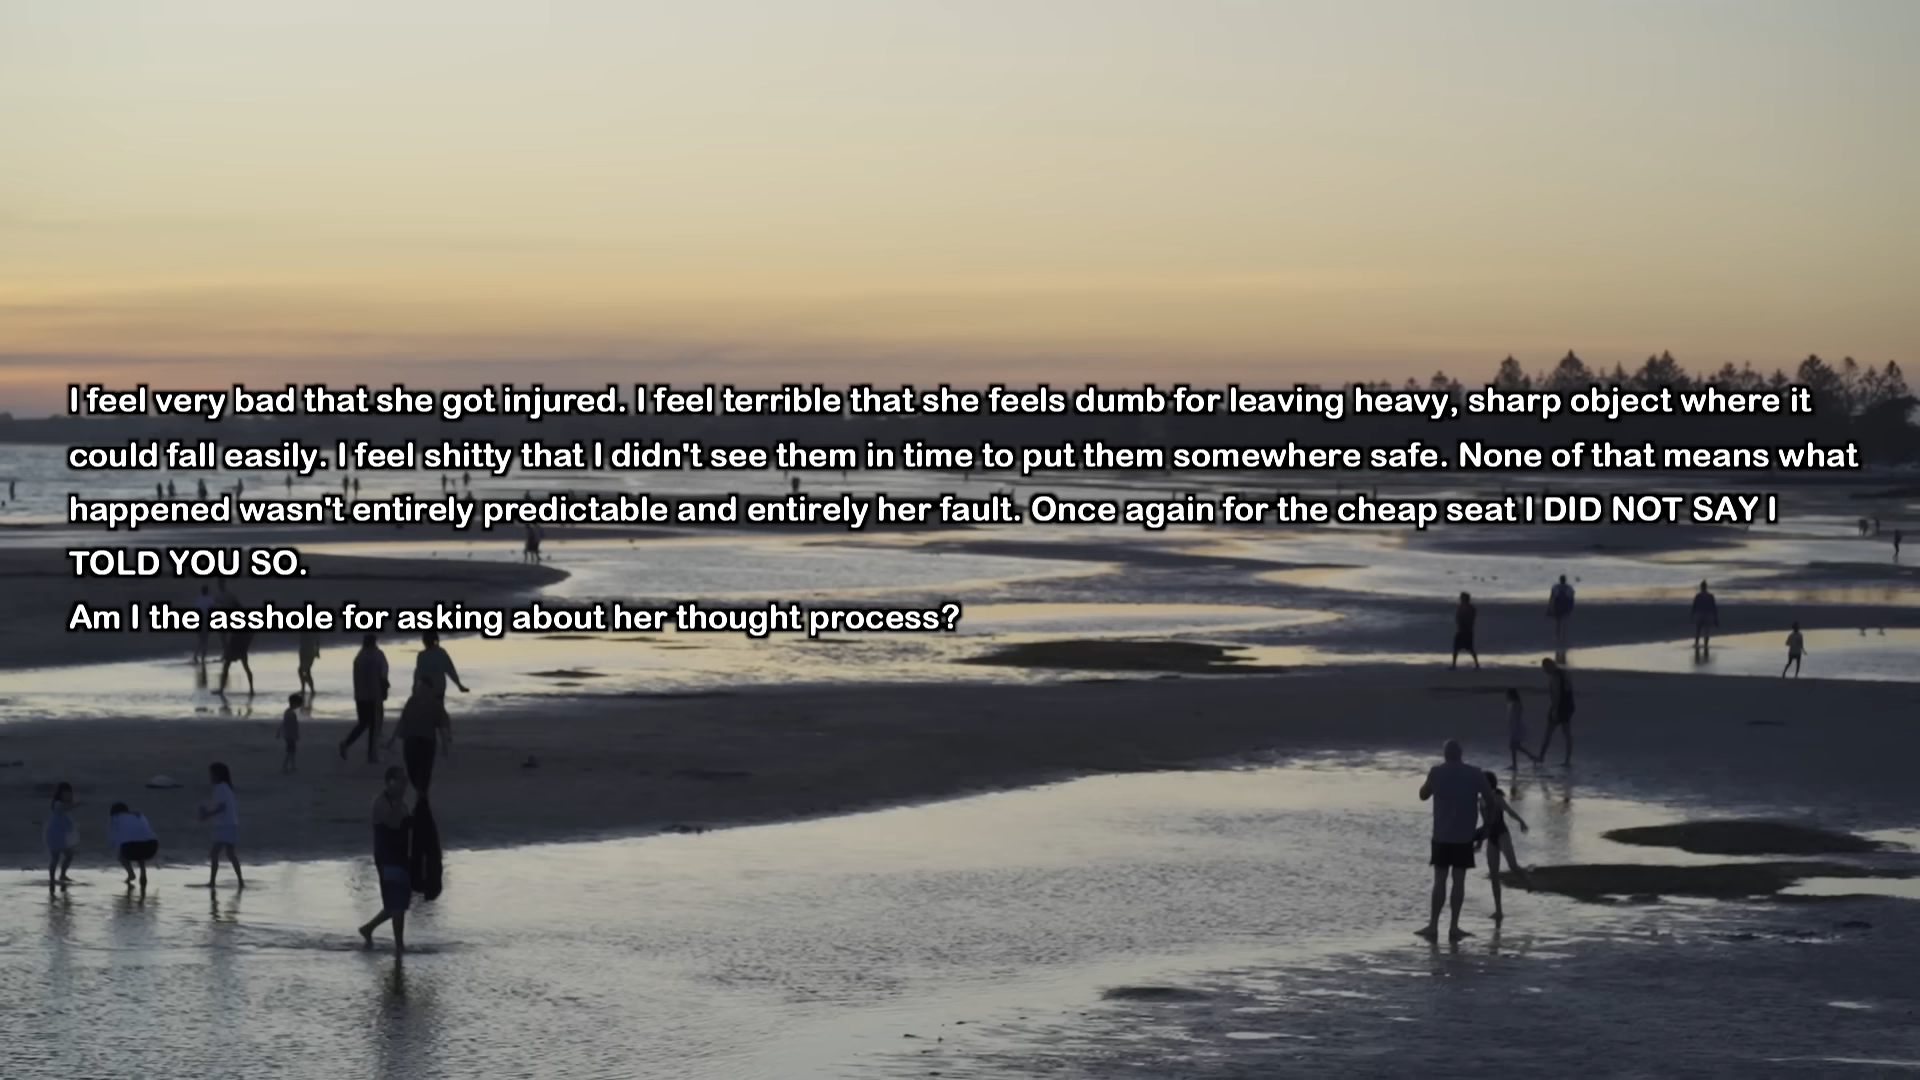 I feel very bad that she got injured. I feel terrible that she feels dumb for leaving heavy, sharp object where it
could fall easily. I feel shitty that I didn't see them in time to put them somewhere safe. None of that means what
happened wasn't entirely predictable and entirely her fault. Once again for the cheap seat I DID NOT SAY I
TOLD YOU SO.
Am I the asshole for asking about her thought process?